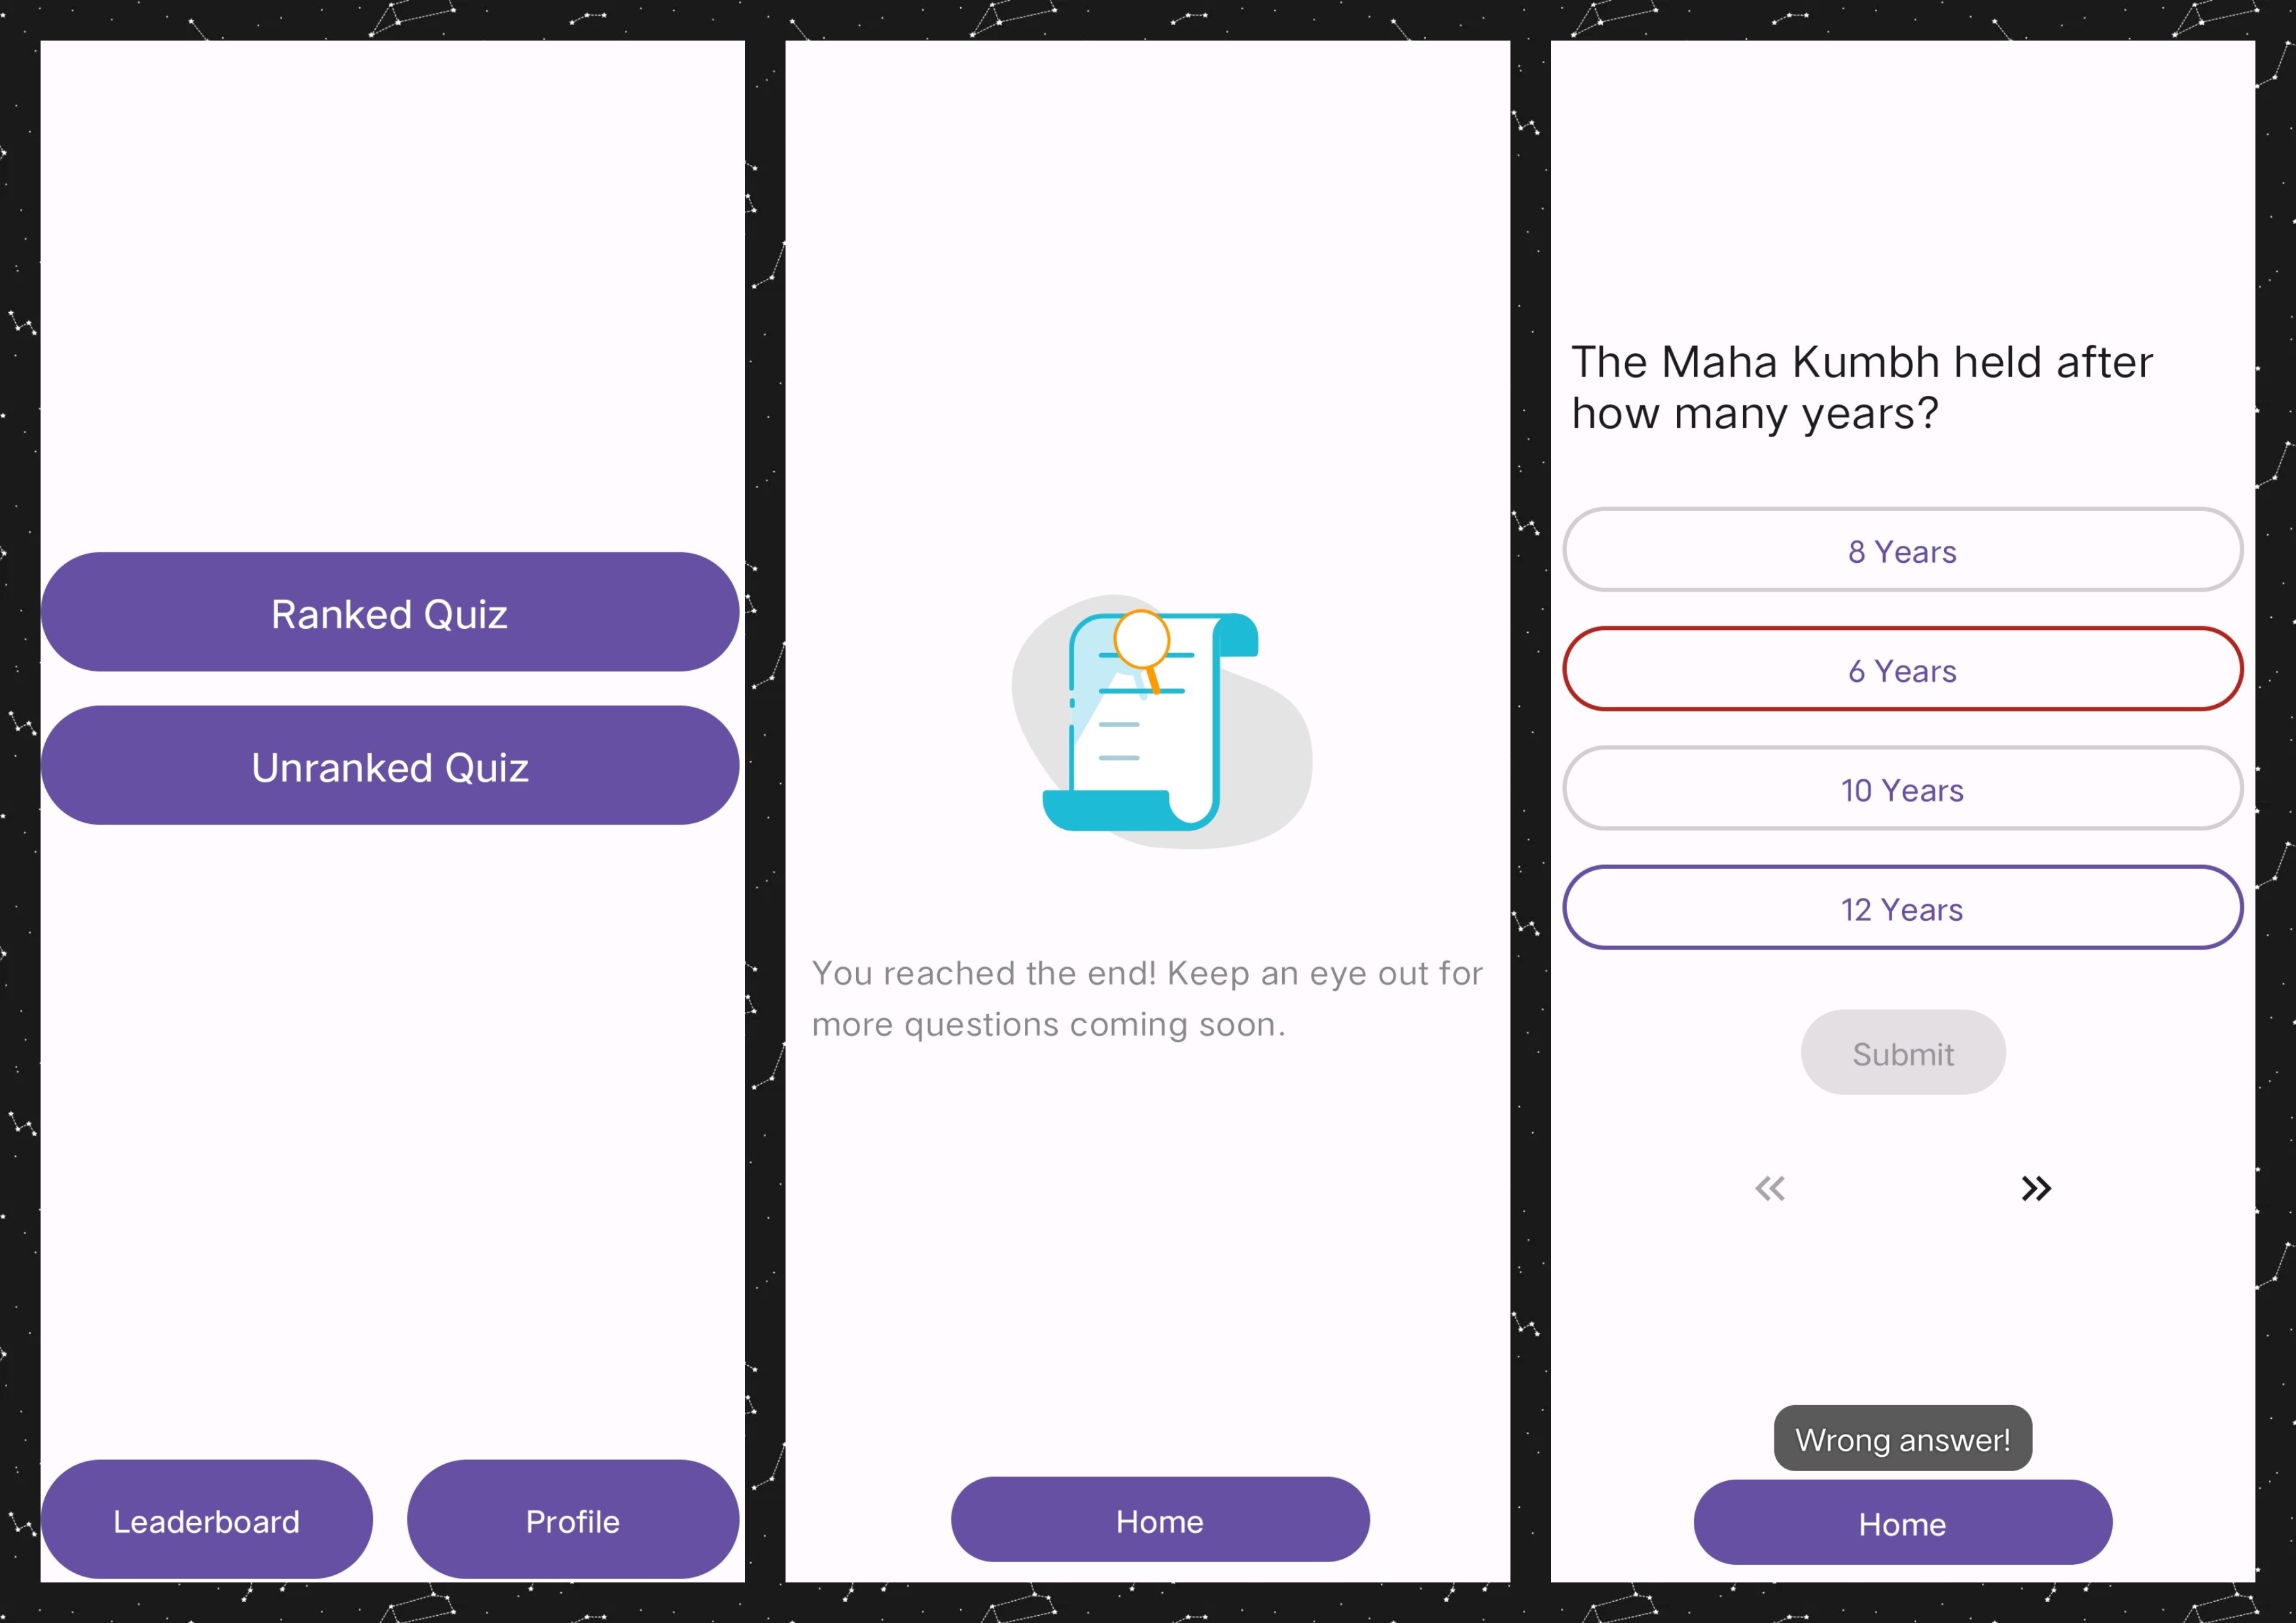 Ranked Quiz
Unranked Quiz
Leaderboard
Profile
You reached the end! Keep an eye out for
more questions coming soon.
Home
The Maha Kumbh held after
how many years?
8 Years
6 Years
10 Years
12 Years
Submit
Wrong answer!
Home